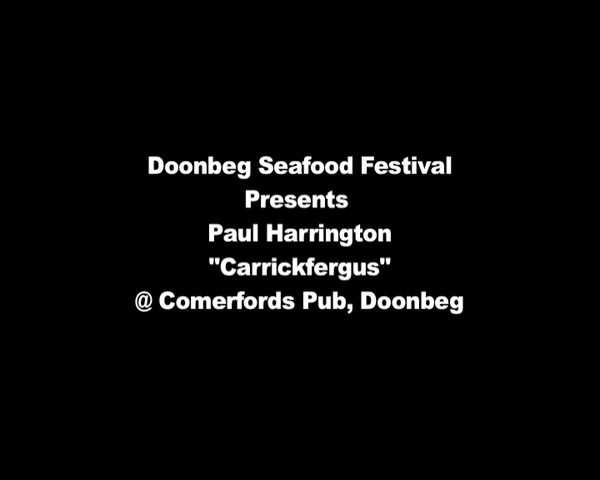 Doonbeg Seafood Festival
Presents
Paul Harrington
"Carrickfergus"
@ Comerfords Pub, Doonbeg